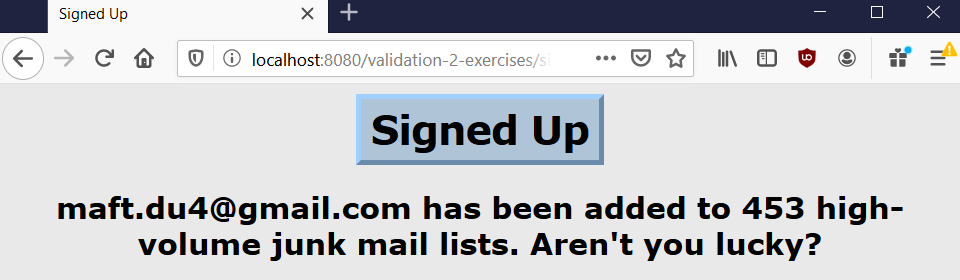 Signed Up
localhost:8080/validation-2-exercises/si
Signed Up
maft.du4@gmail.com has been added to 453 high-
volume junk mail lists. Aren't you lucky?